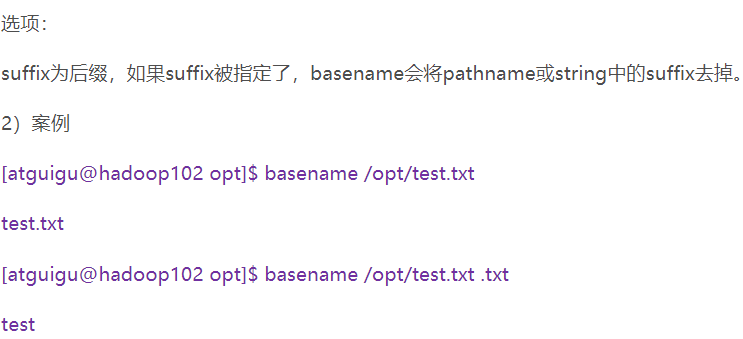 选项：
suffix为后缀，如果suffix被指定了，basename会将pathname或string中的suffix去掉。
2）案例
[atguigu@hadoop102 opt]$ basename /opt/test.txt
test.txt
[atguigu@hadoop102 opt]$ basename /opt/test.txt .txt
test